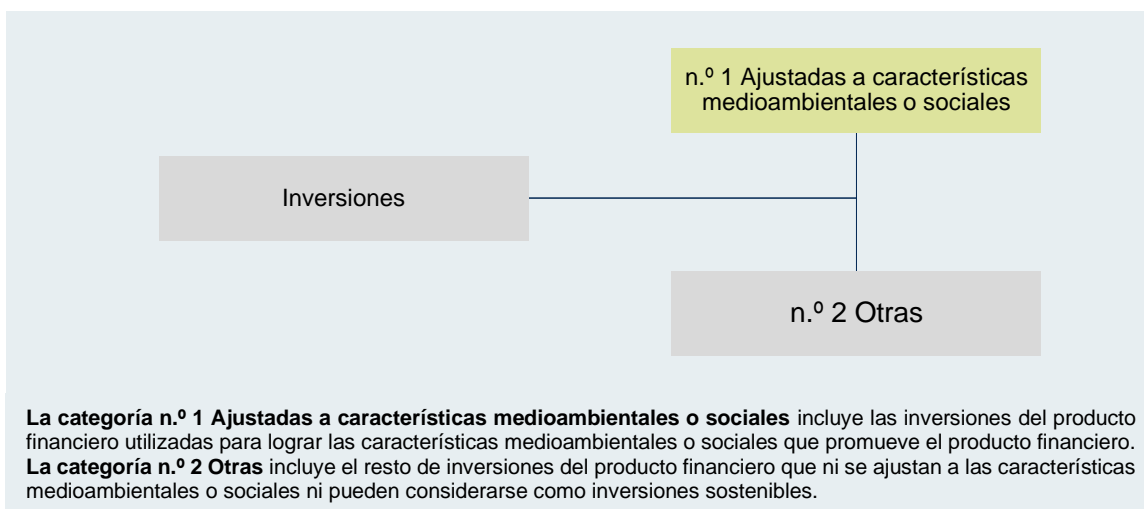 n.º 1 Ajustadas a características
medioambientales o sociales
Inversiones
n.º 2 Otras
La categoría n.º 1 Ajustadas a características medioambientales o sociales incluye las inversiones del producto
financiero utilizadas para lograr las características medioambientales o sociales que promueve el producto financiero.
La categoría n.º 2 Otras incluye el resto de inversiones del producto financiero que ni se ajustan a las características
medioambientales o sociales ni pueden considerarse como inversiones sostenibles.